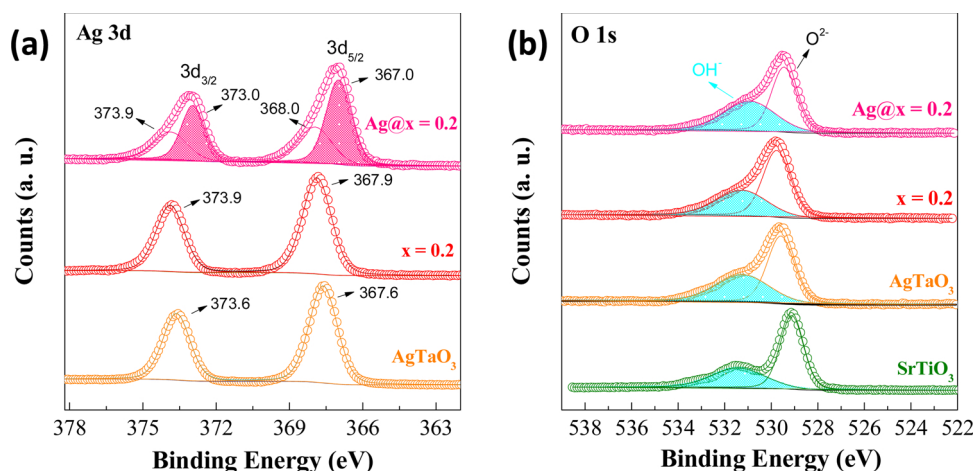 (a)
Ag 3d
3d3/2
3d5/2
373.9
373.0
368.0
367.0
Ag@x = 0.2
373.9
367.9
x = 0.2
373.6
367.6
AgTaO3
Counts (a. u.)
378 375 372 369 366 363
Binding Energy (eV)
(b)
O 1s
OH-
O2-
Ag@x = 0.2
x = 0.2
AgTaO3
SrTiO3
Counts (a. u.)
538 536 534 532 530 528 526 524 522
Binding Energy (eV)